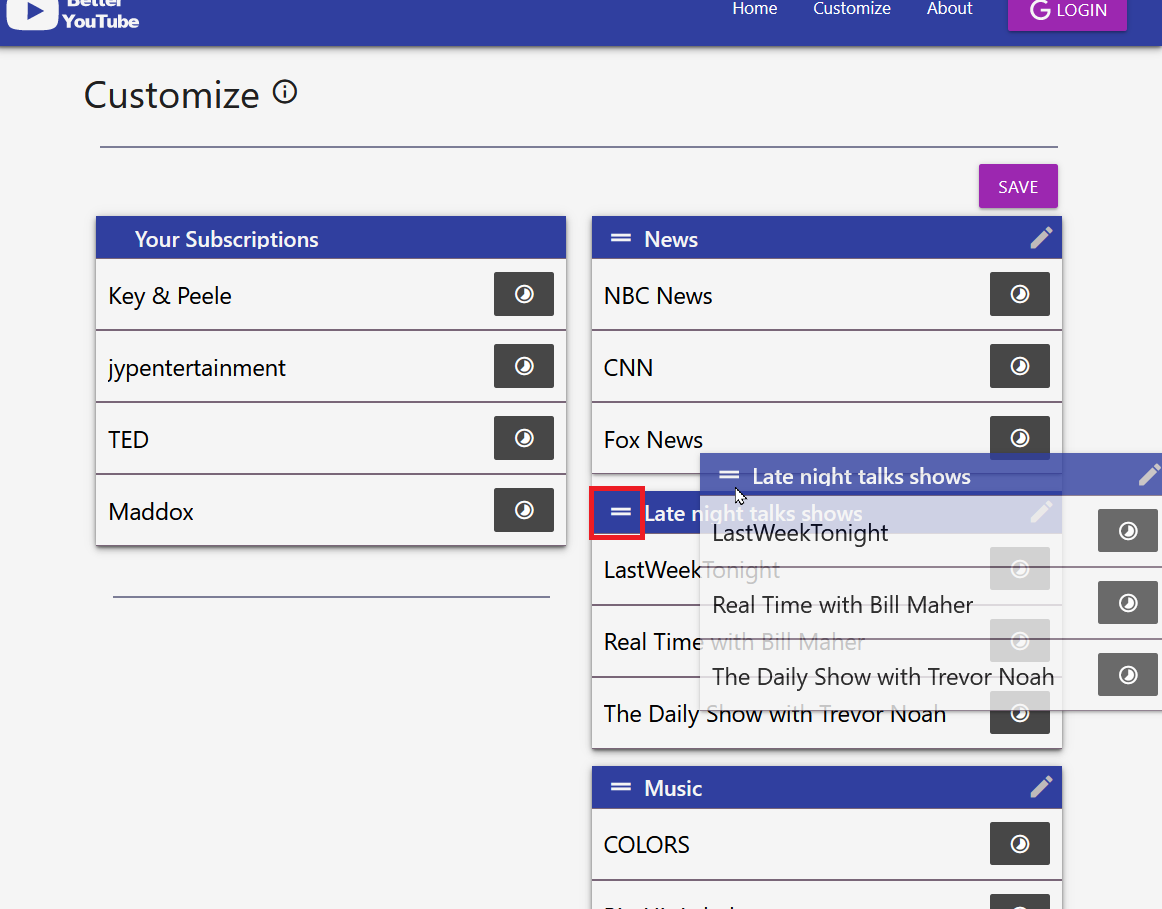 Better
YouTube
Home
Customize
About
LOGIN
Customize
SAVE
Your Subscriptions
Key & Peele
jypentertainment
TED
Maddox
News
NBC News
CNN
Fox News
Late night talks shows
LastWeekTonight
Real Time with Bill Maher
The Daily Show with Trevor Noah
Late night talks shows
LastWeekTonight
Real Time with Bill Maher
The Daily Show with Trevor Noah
Music
COLORS